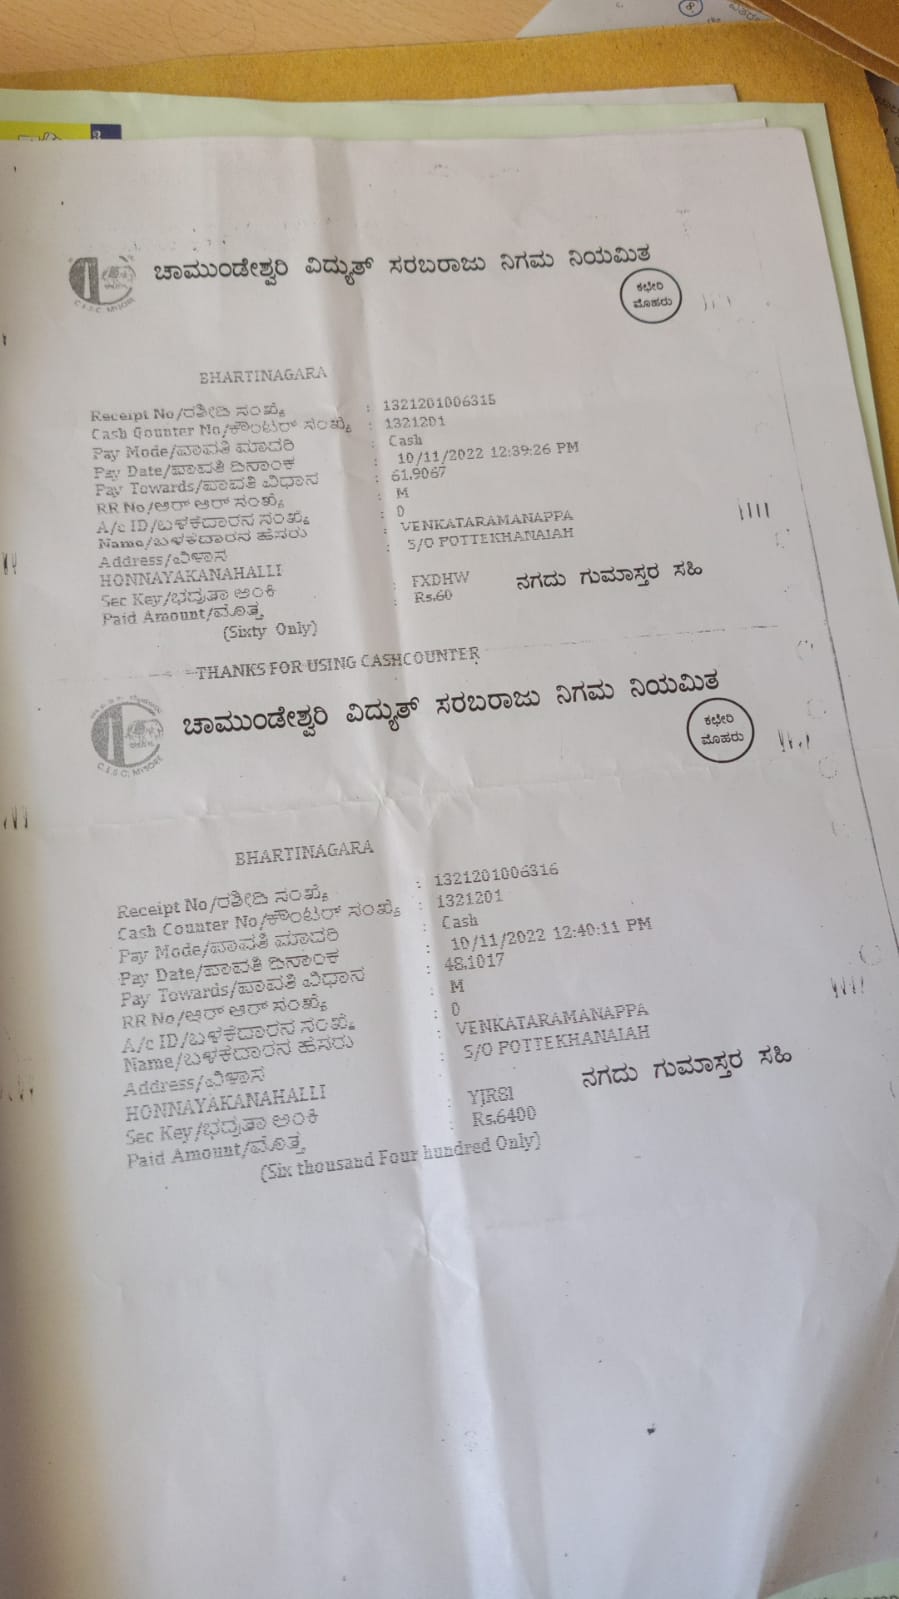 ಚಾಮುಂಡೇಶ್ವರಿ ವಿದ್ಯುತ್ ಸರಬರಾಜು ನಿಗಮ ನಿಯಮಿತ
ಕಛೇರಿ
ಮೊಹರು
BHARTINAGARA
Receipt No/ರಶೀದಿ ಸಂಖ್ಯೆ : 1321201006315
Cash Counter No/ಕೌಂಟರ್ ಸಂಖ್ಯೆ : 1321201
Pay Mode/ಪಾವತಿ ಮಾದರಿ : Cash
Pay Date/ಪಾವತಿ ದಿನಾಂಕ : 10/11/2022 12:39:26 PM
Pay Towards/ಪಾವತಿ ವಿಧಾನ : 61.9067
RR No/ಆರ್ ಆರ್ ಸಂಖ್ಯೆ : M
A/c ID/ಬಳಕೆದಾರನ ಸಂಖ್ಯೆ : 0
Name/ಬಳಕೆದಾರನ ಹೆಸರು : VENKATARAMANAPPA
Address/ವಿಳಾಸ : S/O POTTEKHANAIAH
HONNAYAKANAHALLI
Sec Key/ಭದ್ರತಾ ಅಂಕಿ : FXDHW ನಗದು ಗುಮಾಸ್ತರ ಸಹಿ
Paid Amount/ಮೊತ್ತ : Rs.60
(Sixty Only)
THANKS FOR USING CASHCOUNTER
ಚಾಮುಂಡೇಶ್ವರಿ ವಿದ್ಯುತ್ ಸರಬರಾಜು ನಿಗಮ ನಿಯಮಿತ
ಕಛೇರಿ
ಮೊಹರು
C.E.S.C, MYSORE
BHARTINAGARA
Receipt No/ರಶೀದಿ ಸಂಖ್ಯೆ : 1321201006316
Cash Counter No/ಕೌಂಟರ್ ಸಂಖ್ಯೆ : 1321201
Pay Mode/ಪಾವತಿ ಮಾದರಿ : Cash
Pay Date/ಪಾವತಿ ದಿನಾಂಕ : 10/11/2022 12:40:11 PM
Pay Towards/ಪಾವತಿ ವಿಧಾನ : 48.1017
RR No/ಆರ್ ಆರ್ ಸಂಖ್ಯೆ : M
A/c ID/ಬಳಕೆದಾರನ ಸಂಖ್ಯೆ : 0
Name/ಬಳಕೆದಾರನ ಹೆಸರು : VENKATARAMANAPPA
Address/ವಿಳಾಸ : S/O POTTEKHANAIAH
HONNAYAKANAHALLI
Sec Key/ಭದ್ರತಾ ಅಂಕಿ : YJRSI ನಗದು ಗುಮಾಸ್ತರ ಸಹಿ
Paid Amount/ಮೊತ್ತ : Rs.6400
(Six thousand Four hundred Only)